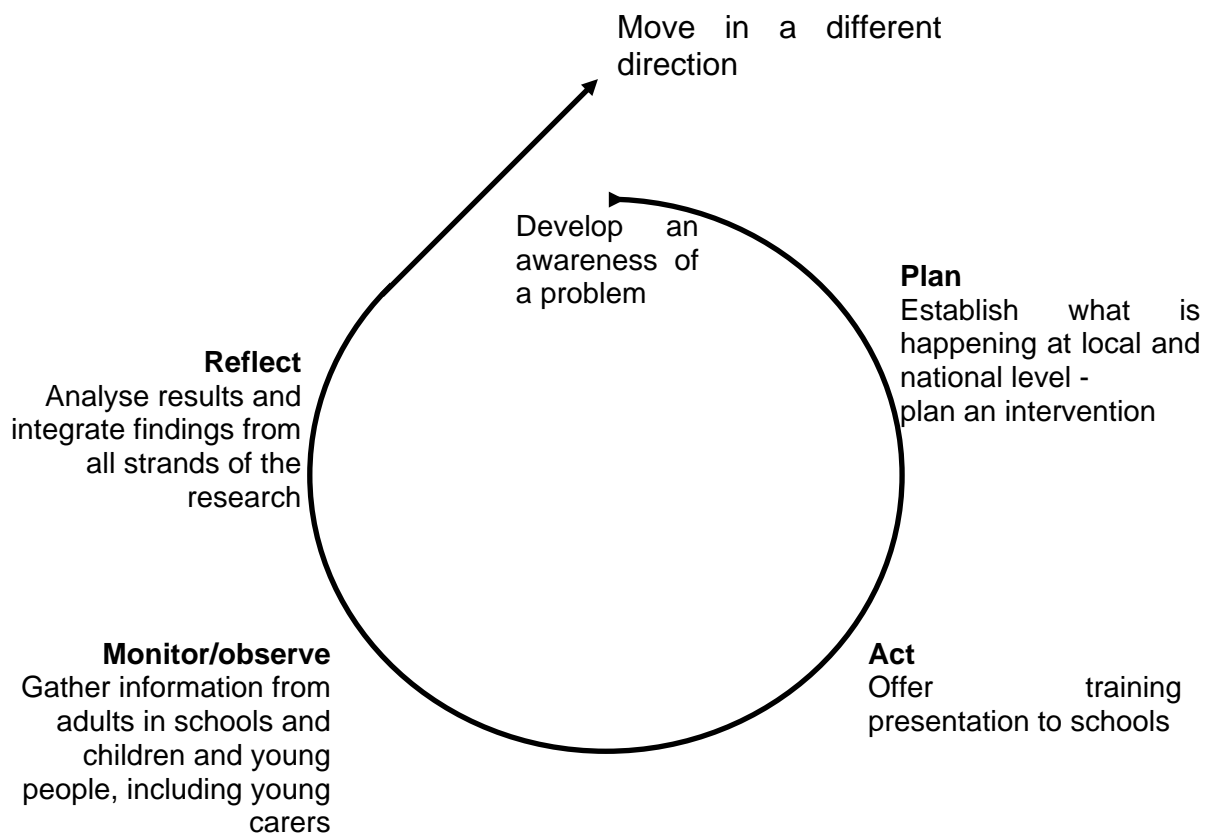 Move in a different
direction
Develop an
awareness of
a problem
Plan
Establish what is
happening at local and
national level -
plan an intervention
Act
Offer training
presentation to schools
Monitor/observe
Gather information from
adults in schools and
children and young
people, including young
carers
Reflect
Analyse results and
integrate findings from
all strands of the
research